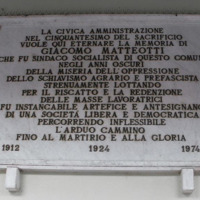 LA CIVICA AMMINISTRAZIONE
NEL CINQUANTESIMO DEL SACRIFICIO
VUOLE QUI ETERNARE LA MEMORIA DI
GIACOMO MATTEOTTI
CHE FU SINDACO SOCIALISTA DI QUESTO COMUNE
NEGLI ANNI OSCURI
DELLA MISERIA DELL'OPPRESSIONE
DELLO SCHIAVISMO AGRARIO E PREFASCISTA
STRENUAMENTE LOTTANDO
PER IL RISCATTO E LA REDENZIONE
DELLE MASSE LAVORATRICI
FU INSTANCABILE ARTEFICE E ANTESIGNANO
DI UNA SOCIETÁ LIBERA E DEMOCRATICA
PERCORRENDO INFLESSIBILE
L'ARDUO CAMMINO
FINO AL MARTIRIO E ALLA GLORIA
1912 1924 1974